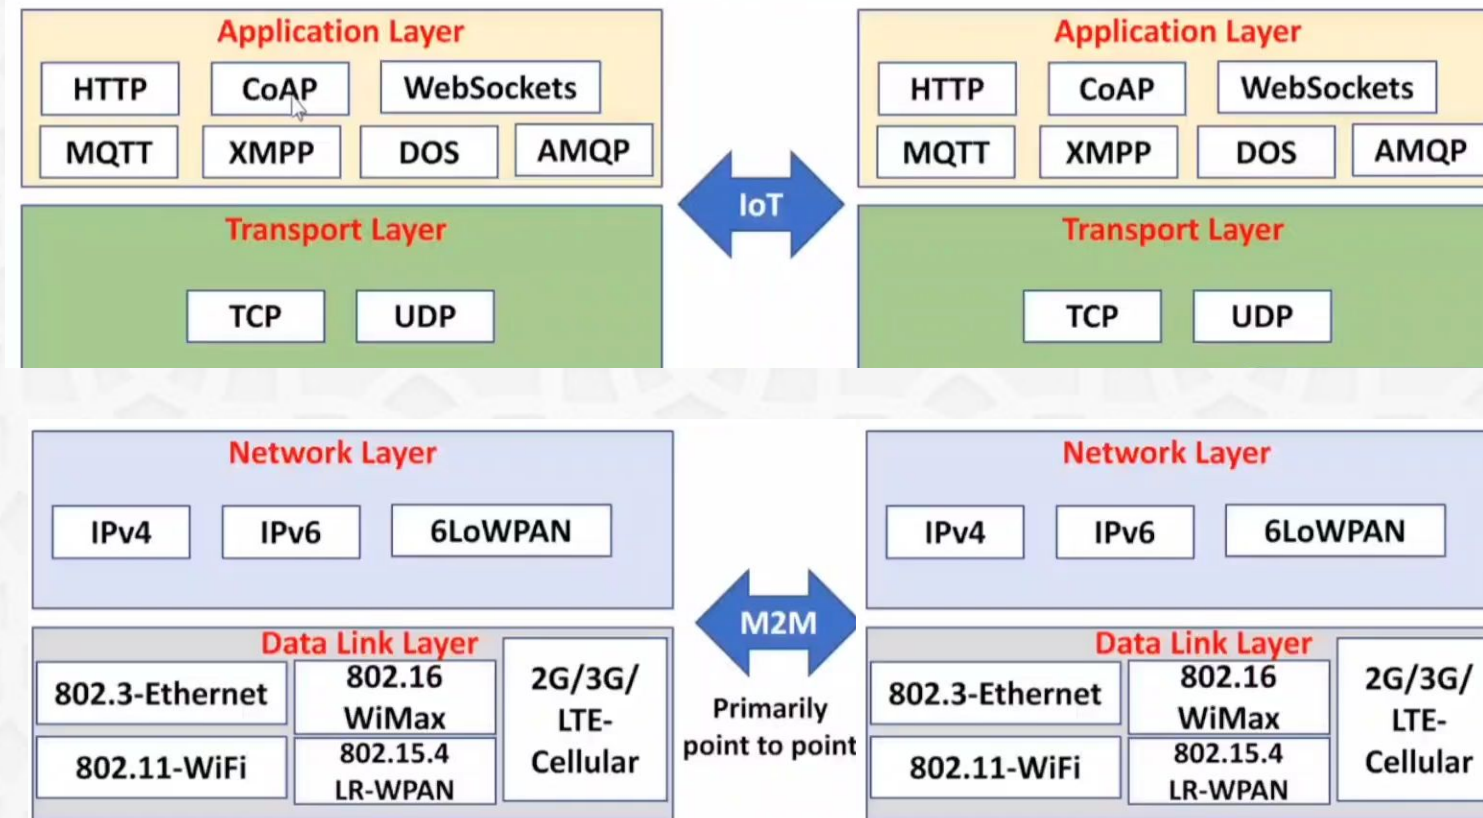 Application Layer
HTTP CoAP WebSockets
MQTT XMPP DOS AMQP
Transport Layer
TCP UDP
IoT
Application Layer
HTTP CoAP WebSockets
MQTT XMPP DOS AMQP
Transport Layer
TCP UDP
Network Layer
IPv4 IPv6 6LoWPAN
Data Link Layer
802.3-Ethernet
802.16
WiMax
2G/3G/
LTE-
Cellular
802.11-WiFi
802.15.4
LR-WPAN
M2M
Primarily
point to point
Network Layer
IPv4 IPv6 6LoWPAN
Data Link Layer
802.3-Ethernet
802.16
WiMax
2G/3G/
LTE-
Cellular
802.11-WiFi
802.15.4
LR-WPAN